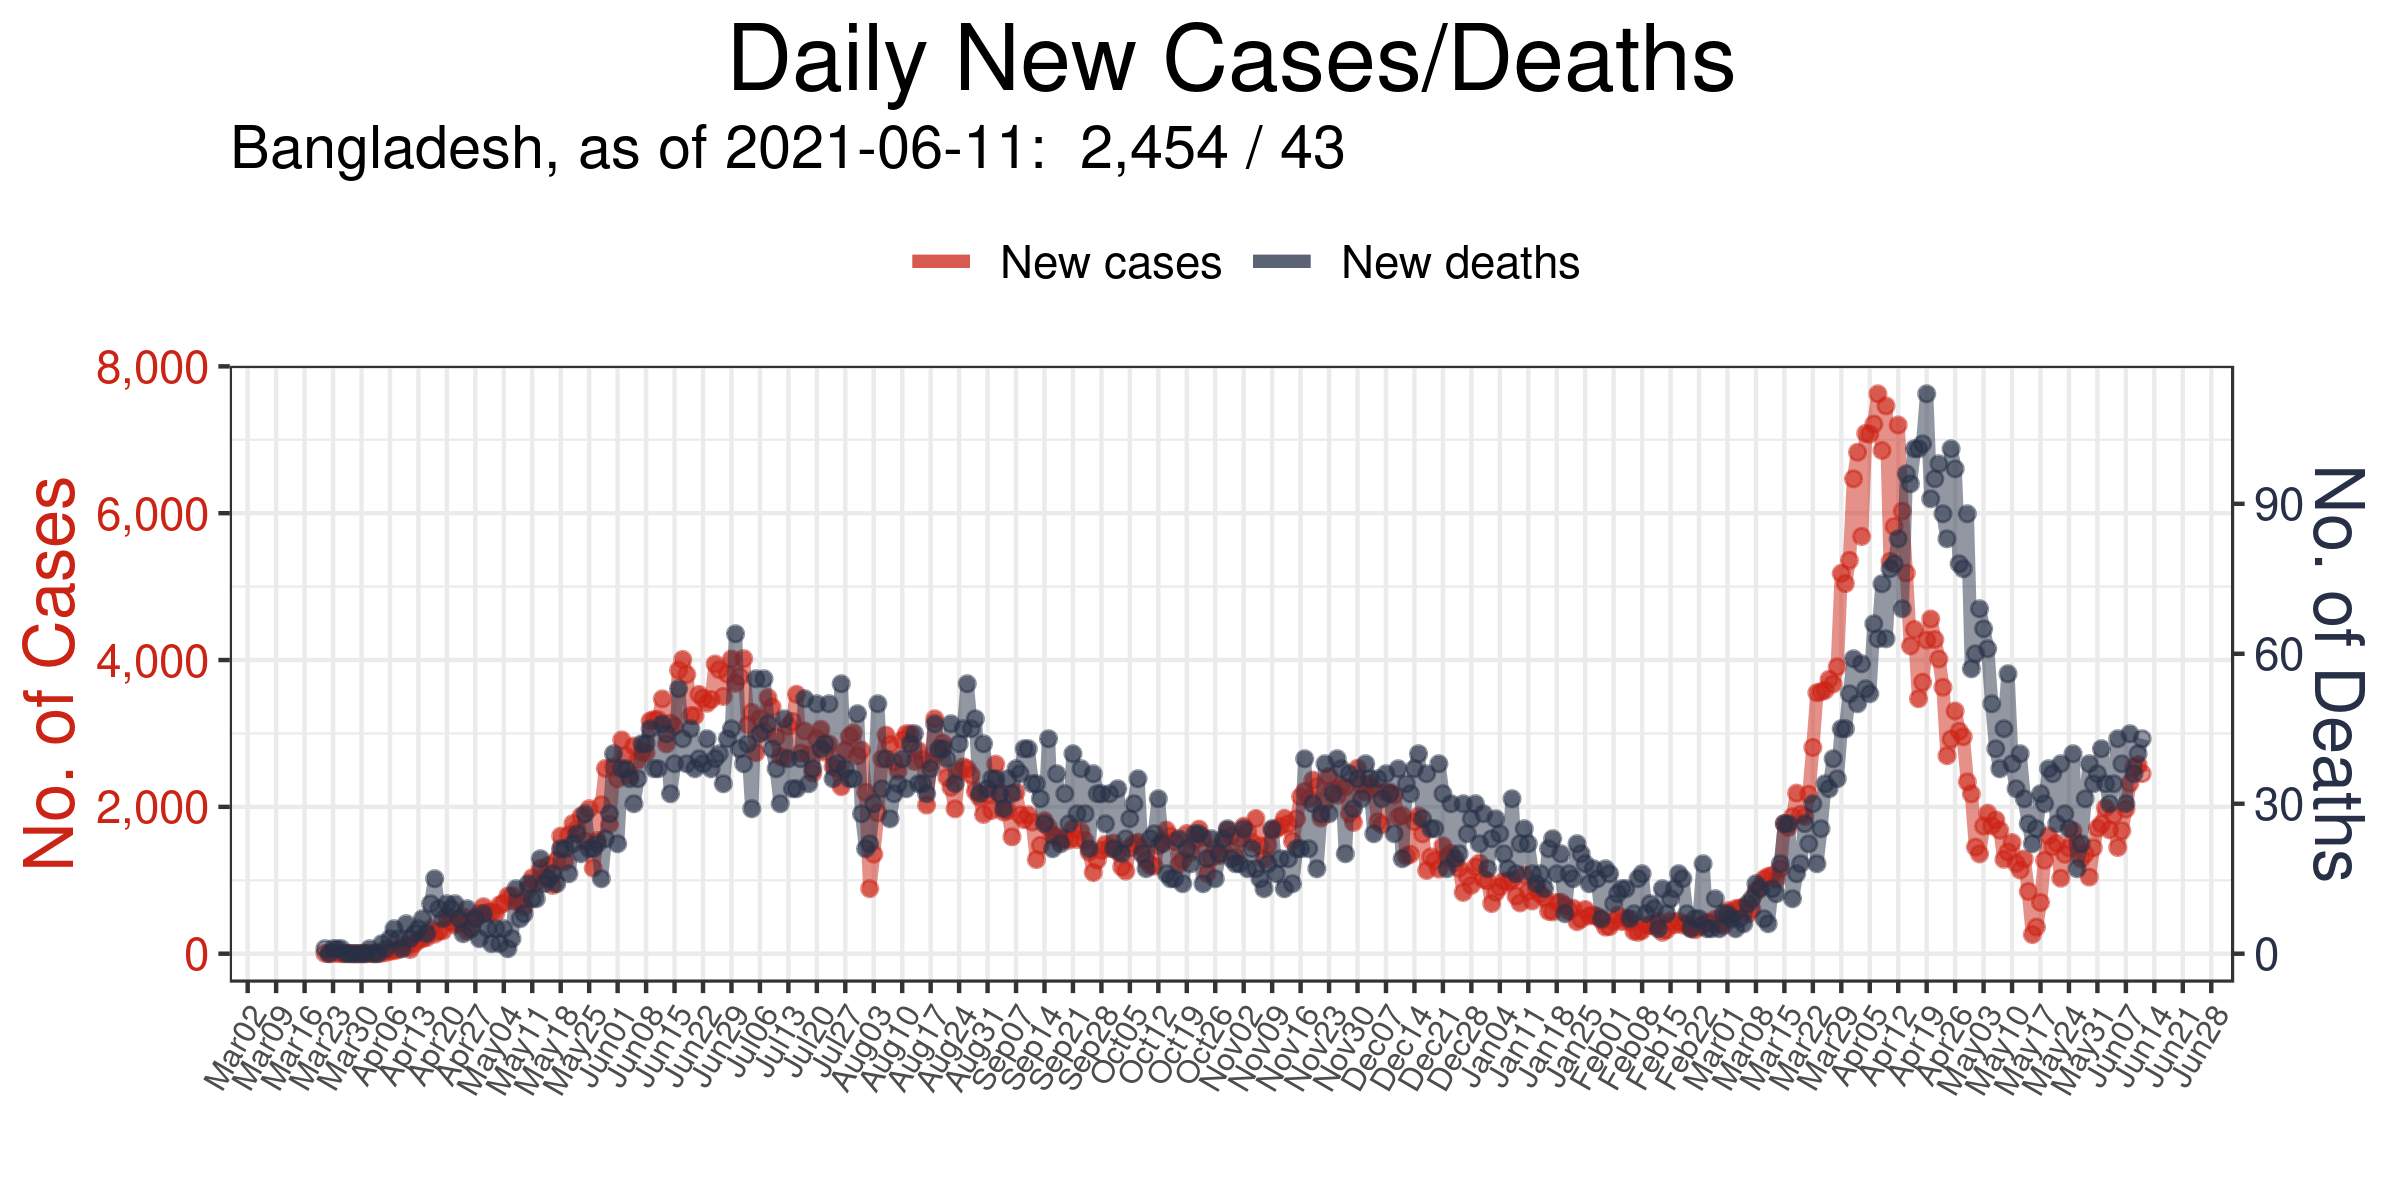 Daily New Cases/Deaths
Bangladesh, as of 2021-06-11:  2,454 / 43
New cases
New deaths
No. of Cases
8,000
6,000
4,000
2,000
0
90
60
30
0
No. of Deaths
Mar02
Mar09
Mar16
Mar23
Mar30
Apr06
Apr13
Apr20
Apr27
May04
May11
May18
May25
Jun01
Jun08
Jun15
Jun22
Jun29
Jul06
Jul13
Jul20
Jul27
Aug03
Aug10
Aug17
Aug24
Aug31
Sep07
Sep14
Sep21
Sep28
Oct05
Oct12
Oct19
Oct26
Nov02
Nov09
Nov16
Nov23
Nov30
Dec07
Dec14
Dec21
Dec28
Jan04
Jan11
Jan18
Jan25
Feb01
Feb08
Feb15
Feb22
Mar01
Mar08
Mar15
Mar22
Mar29
Apr05
Apr12
Apr19
Apr26
May03
May10
May17
May24
May31
Jun07
Jun14
Jun21
Jun28